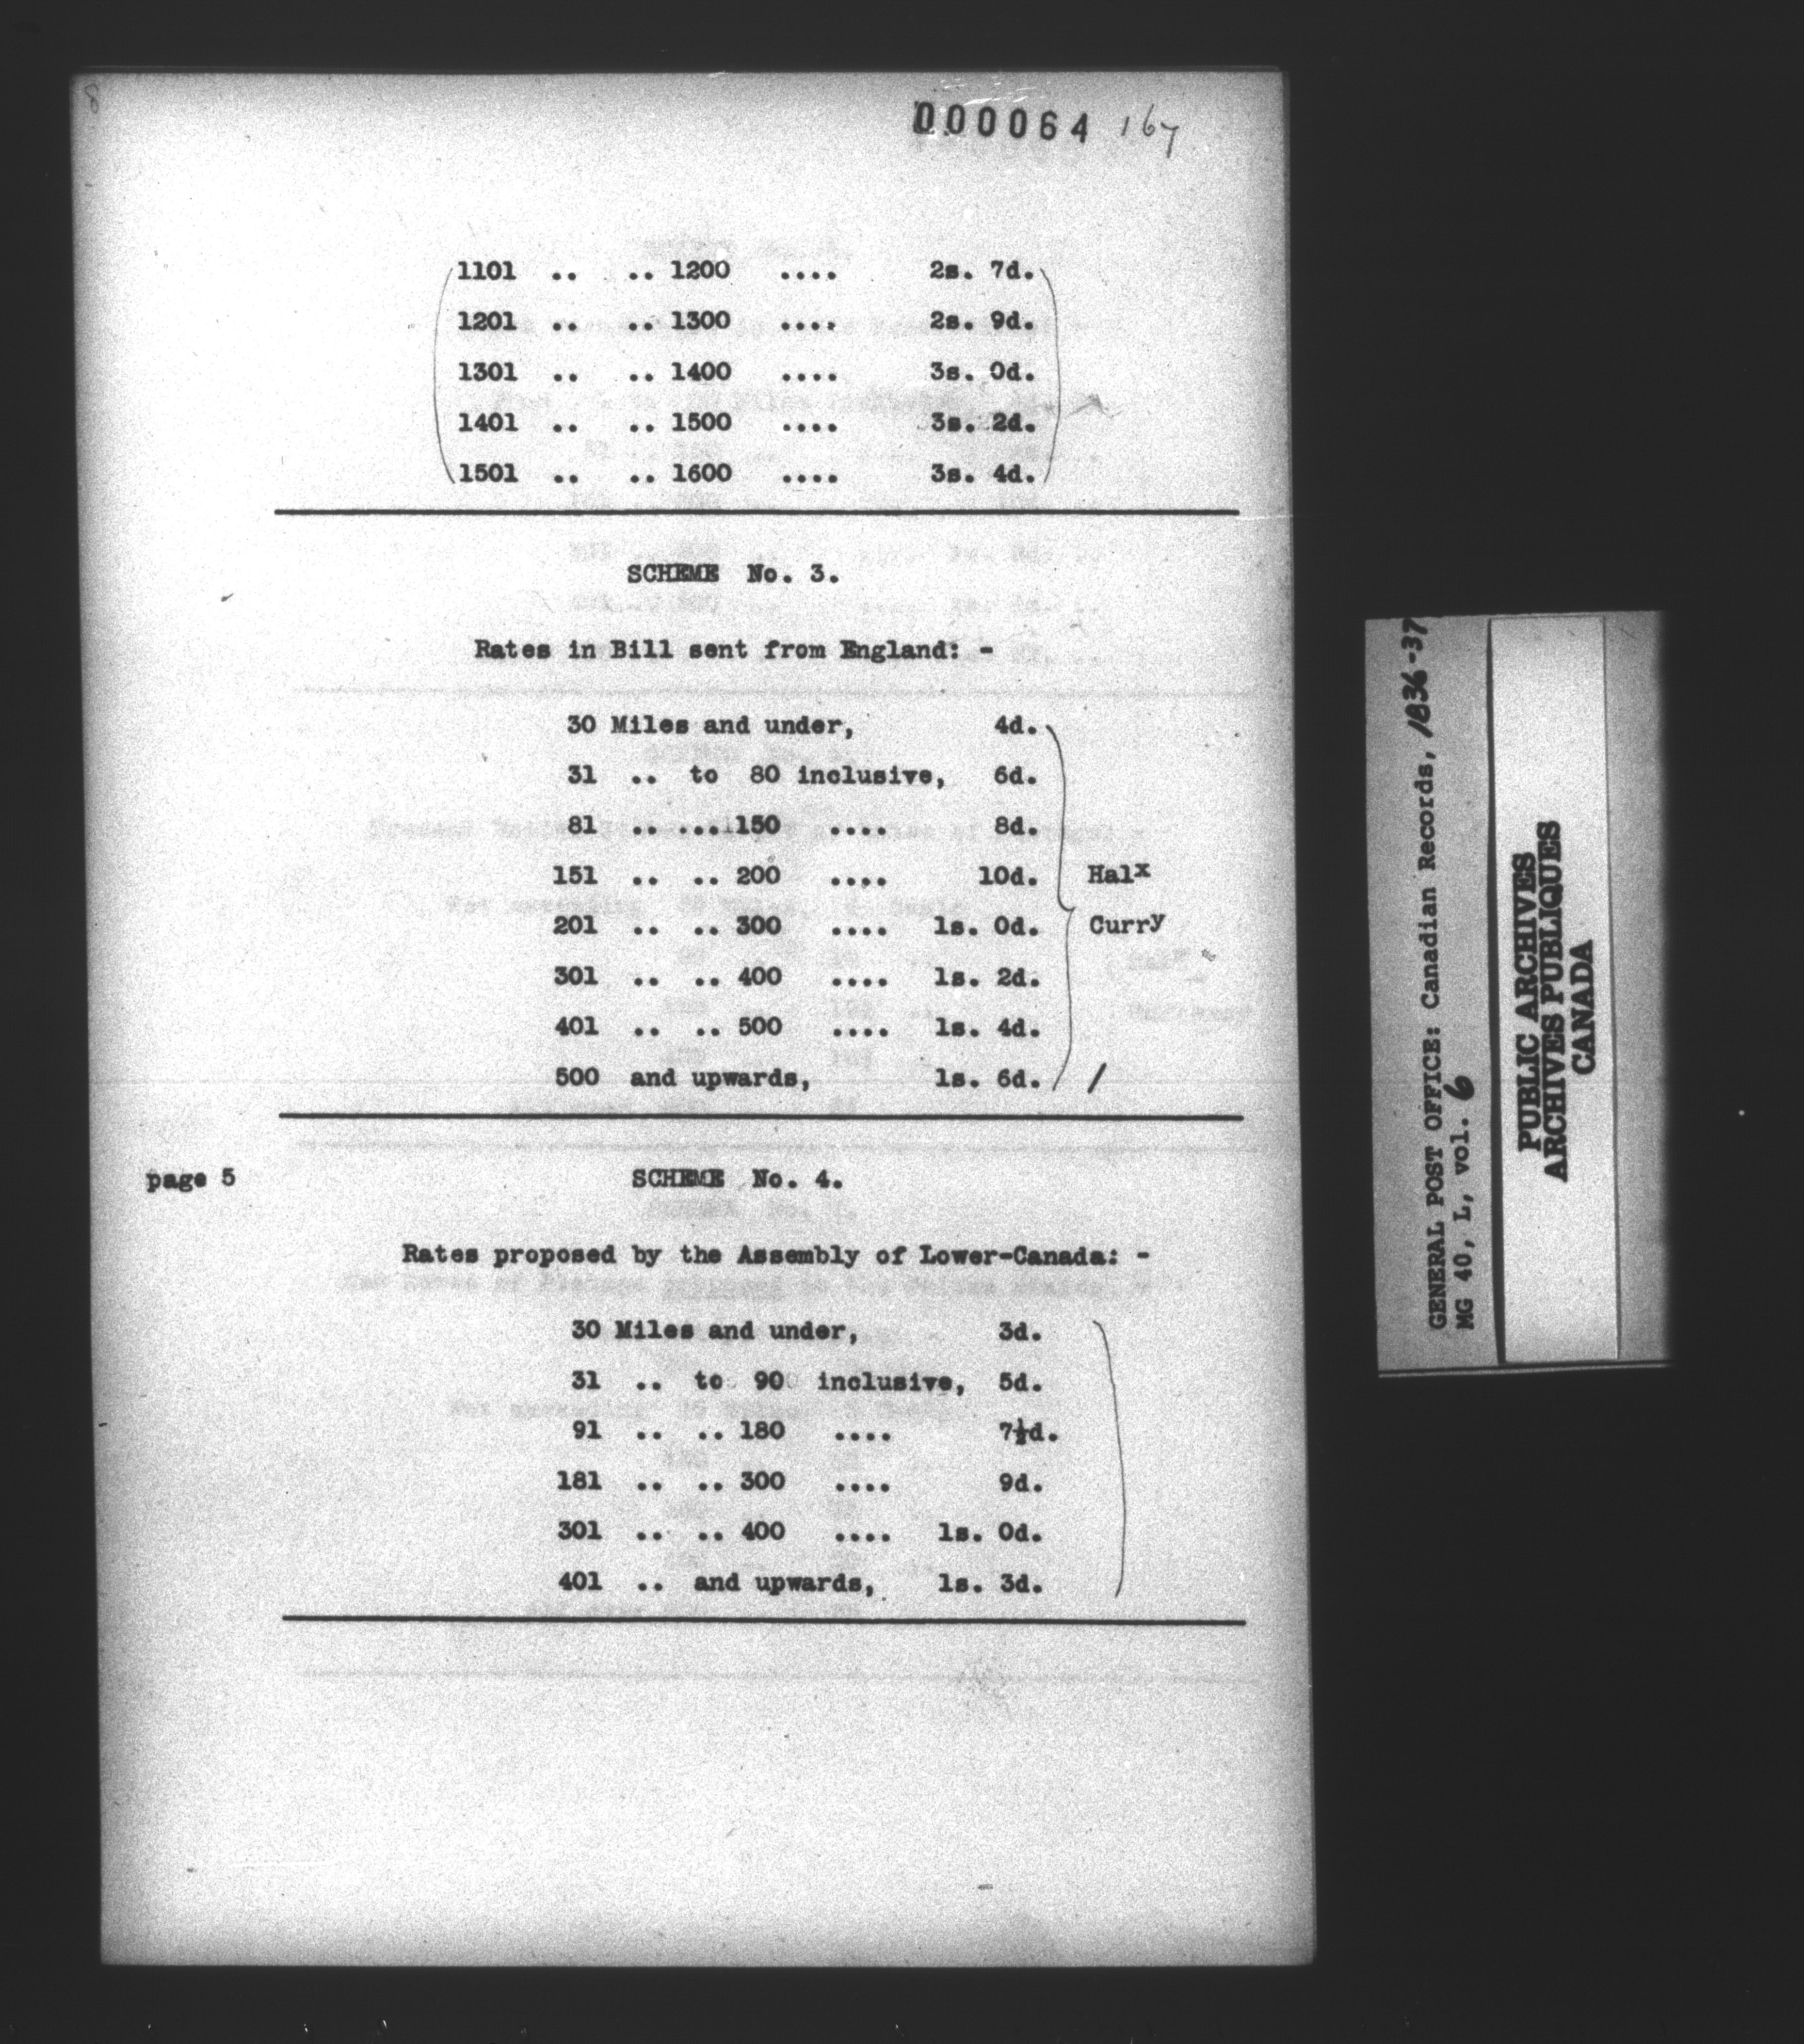 8
000064 167
1101 .. .. 1200 .... 2s. 7d.
1201 .. .. 1300 .... 2s. 9d.
1301 .. .. 1400 .... 3s. 0d.
1401 .. .. 1500 .... 3s. 2d.
1501 .. .. 1600 .... 3s. 4d.
SCHEME No. 3.
Rates in Bill sent from England: -
30 Miles and under, 4d.
31 .. to 80 inclusive, 6d.
81 .. ... 150 .... 8d.
151 .. .. 200 .... 10d. Halx
201 .. .. 300 .... 1s. 0d. Curry
301 .. .. 400 .... 1s. 2d.
401 .. .. 500 .... 1s. 4d.
500 and upwards, 1s. 6d. /
page 5 SCHEME No. 4.
Rates proposed by the Assembly of Lower-Canada: -
30 Miles and under, 3d.
31 .. to 90 inclusive, 5d.
91 .. .. 180 .... 7½d.
181 .. .. 300 .... 9d.
301 .. .. 400 .... 1s. 0d.
401 .. and upwards, 1s. 3d.
GENERAL POST OFFICE: Canadian Records, 1836-37
MG 40, L, vol. 6
PUBLIC ARCHIVES
ARCHIVES PUBLIQUES
CANADA